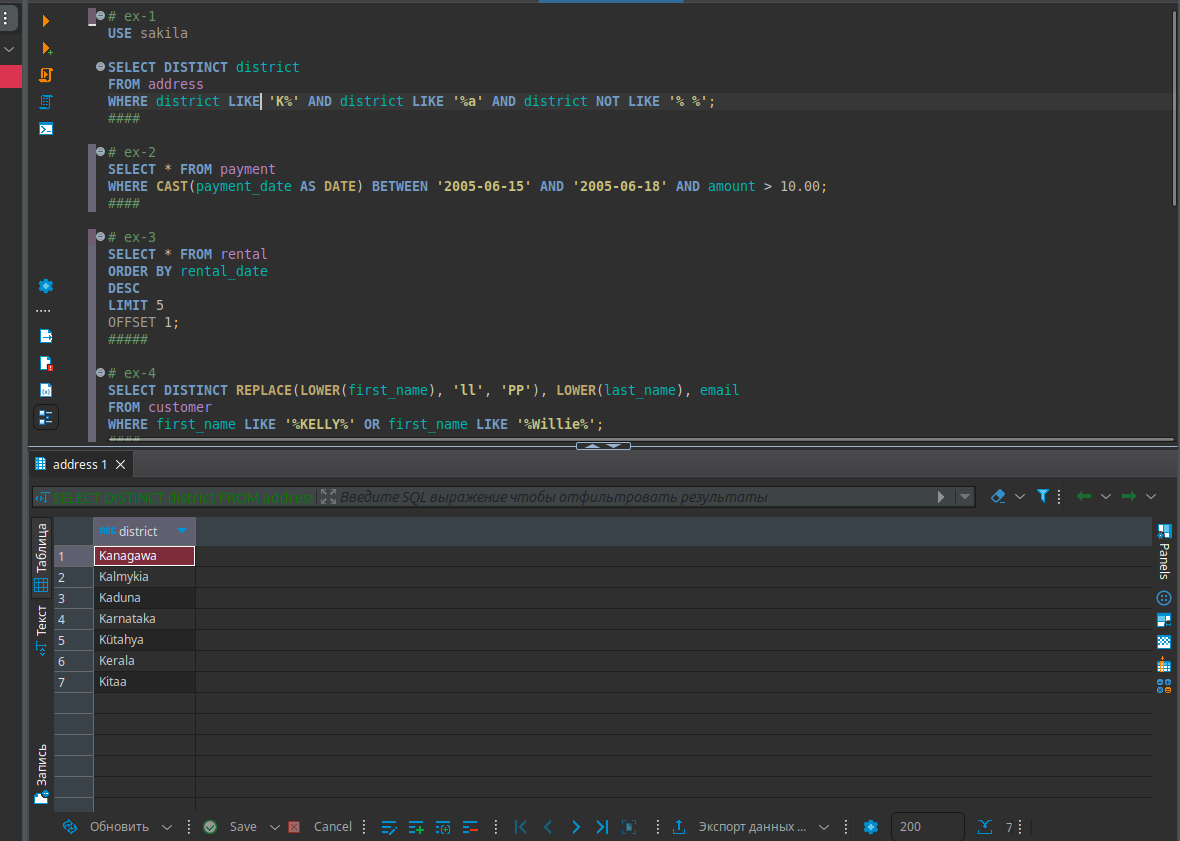 # ex-1
USE sakila
SELECT DISTINCT district
FROM address
WHERE district LIKE 'K%' AND district LIKE '%a' AND district NOT LIKE '% %';
####
# ex-2
SELECT * FROM payment
WHERE CAST(payment_date AS DATE) BETWEEN '2005-06-15' AND '2005-06-18' AND amount > 10.00;
####
# ex-3
SELECT * FROM rental
ORDER BY rental_date
DESC
LIMIT 5
OFFSET 1;
#####
# ex-4
SELECT DISTINCT REPLACE(LOWER(first_name), 'll', 'PP'), LOWER(last_name), email
FROM customer
WHERE first_name LIKE '%KELLY%' OR first_name LIKE '%Willie%';
####
address 1
SELECT DISTINCT district FROM address Введите SQL выражение чтобы отфильтровать результаты
Таблица
Текст
Запись
ABC district
1 Kanagawa
2 Kalmykia
3 Kaduna
4 Karnataka
5 Kütahya
6 Kerala
7 Kitaa
Panels
Обновить Save Cancel Экспорт данных ... 200 7